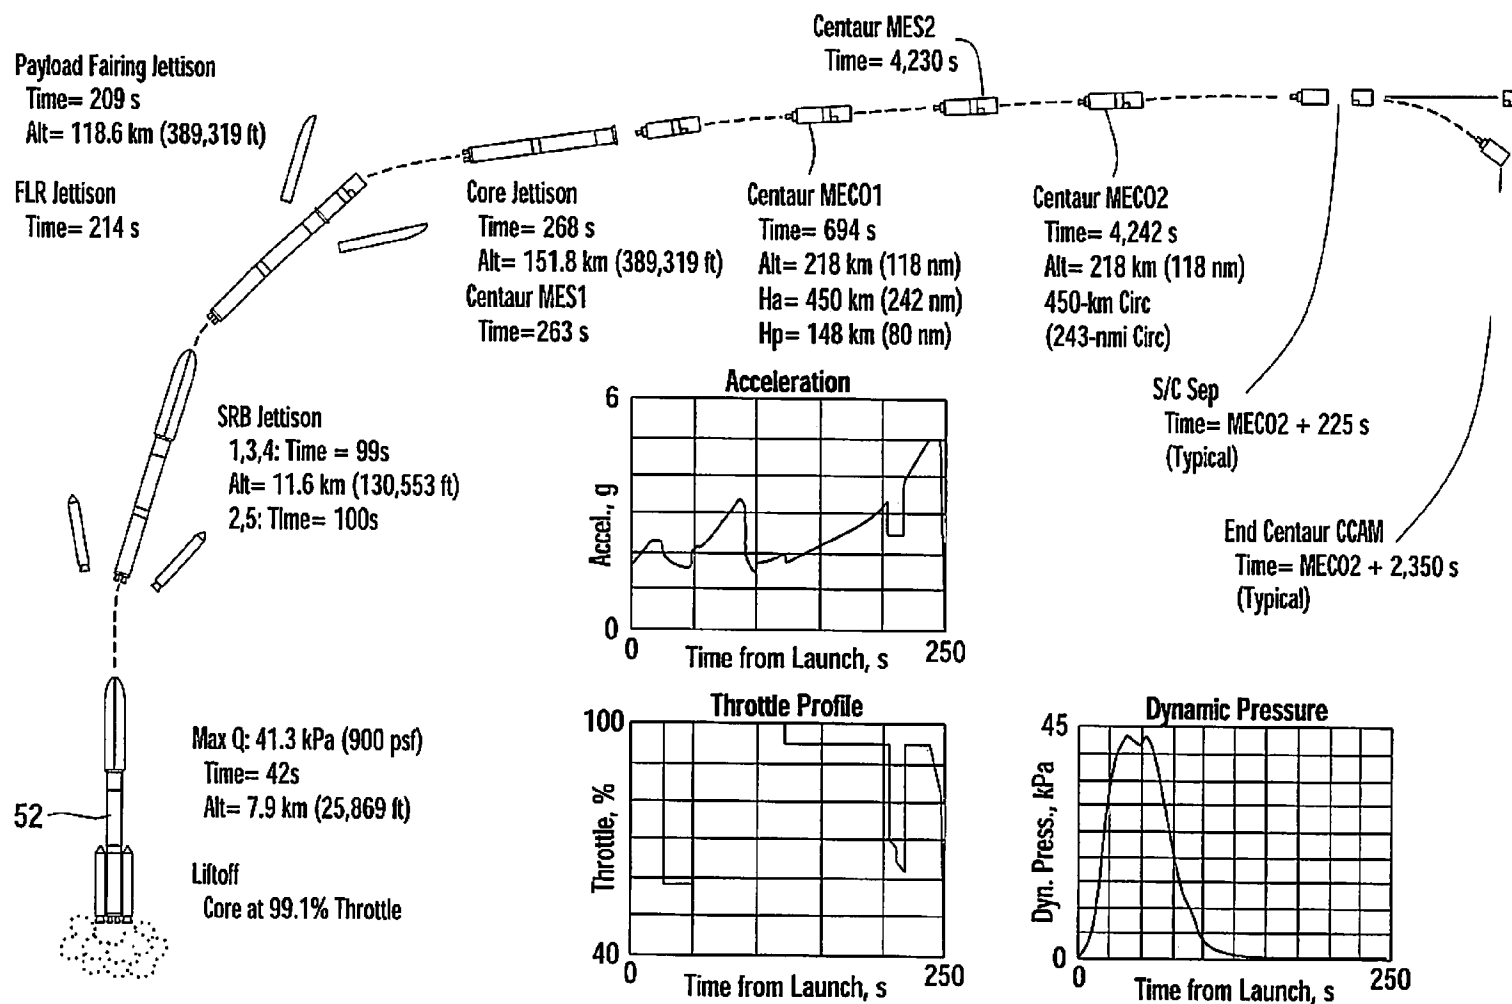 Centaur MES2
Time= 4,230 s
Payload Fairing Jettison
Time= 209 s
Alt= 118.6 km (389,319 ft)
FLR Jettison
Time= 214 s
Core Jettison
Time= 268 s
Alt= 151.8 km (389,319 ft)
Centaur MES1
Time=263 s
Centaur MECO1
Time= 694 s
Alt= 218 km (118 nm)
Ha= 450 km (242 nm)
Hp= 148 km (80 nm)
Centaur MECO2
Time= 4,242 s
Alt= 218 km (118 nm)
450-km Circ
(243-nmi Circ)
S/C Sep
Time= MECO2 + 225 s
(Typical)
End Centaur CCAM
Time= MECO2 + 2,350 s
(Typical)
SRB Jettison
1,3,4: Time = 99s
Alt= 11.6 km (130,553 ft)
2,5: TIme= 100s
Acceleration
6
Accel., g
0
0
250
Time from Launch, s
Max Q: 41.3 kPa (900 psf)
Time= 42s
Alt= 7.9 km (25,869 ft)
52
Liftoff
Core at 99.1% Throttle
Throttle Profile
100
Throttle, %
40
0
250
Time from Launch, s
Dynamic Pressure
45
Dyn. Press., kPa
0
0
250
Time from Launch, s